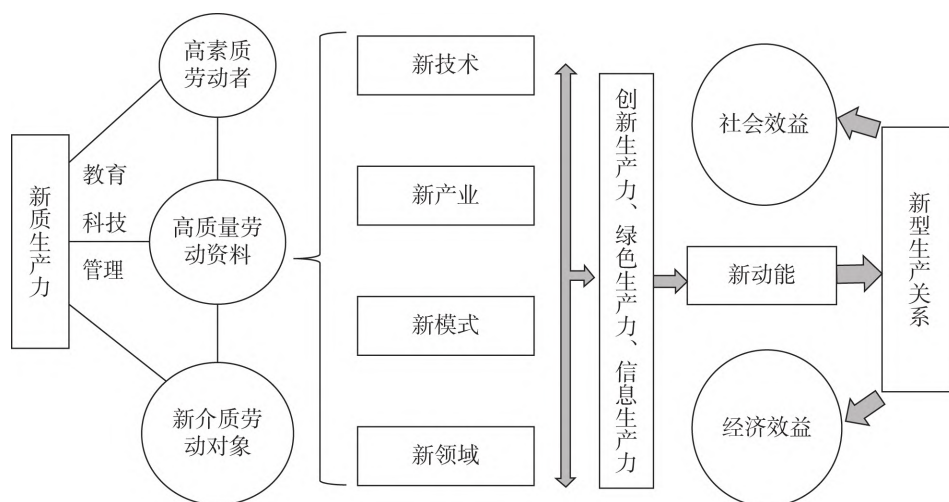 新质生产力
教育
科技
管理
高素质
劳动者
高质量劳
动资料
新介质劳
动对象
新技术
新产业
新模式
新领域
创新生产力、绿色生产力、信息生产力
新动能
社会效益
经济效益
新型生产关系